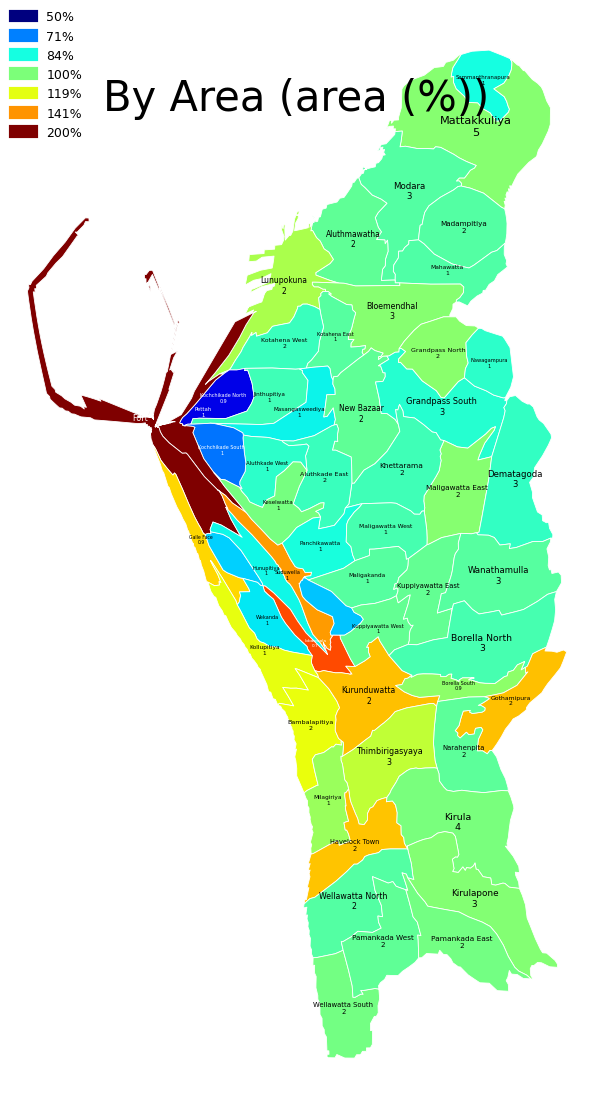 50%
71%
84%
100%
119%
141%
200%
By Area (area (%))
Sammanthranapura
Mattakkuliya
5
Modara
3
Madampitiya
2
Aluthmawatha
2
Mahawatta
1
Lunupokuna
2
Bloemendhal
3
Kotahena West
2
Kotahena East
1
Grandpass North
2
Nawagampura
1
Kochchikade North
0.9
Jinthupitiya
1
Masangasweediya
1
Pettah
1
New Bazaar
2
Grandpass South
3
Fort
Kochchikade South
1
Aluthkade West
1
Aluthkade East
2
Khettarama
2
Dematagoda
3
Maligawatta East
2
Keselwatta
1
Maligawatta West
1
Galle Face
0.9
Panchikawatta
1
Hunupitiya
1
Suduwella
1
Maligakanda
1
Wanathamulla
3
Kuppiyawatta East
2
Wekanda
1
Kuppiyawatta West
1
Borella North
3
Kollupitiya
1
Borella South
0.9
Kurunduwatta
2
Gothamipura
2
Bambalapitiya
2
Thimbirigasyaya
3
Narahenpita
2
Milagiriya
1
Kirula
4
Havelock Town
2
Wellawatta North
2
Kirulapone
3
Pamankada West
2
Pamankada East
2
Wellawatta South
2